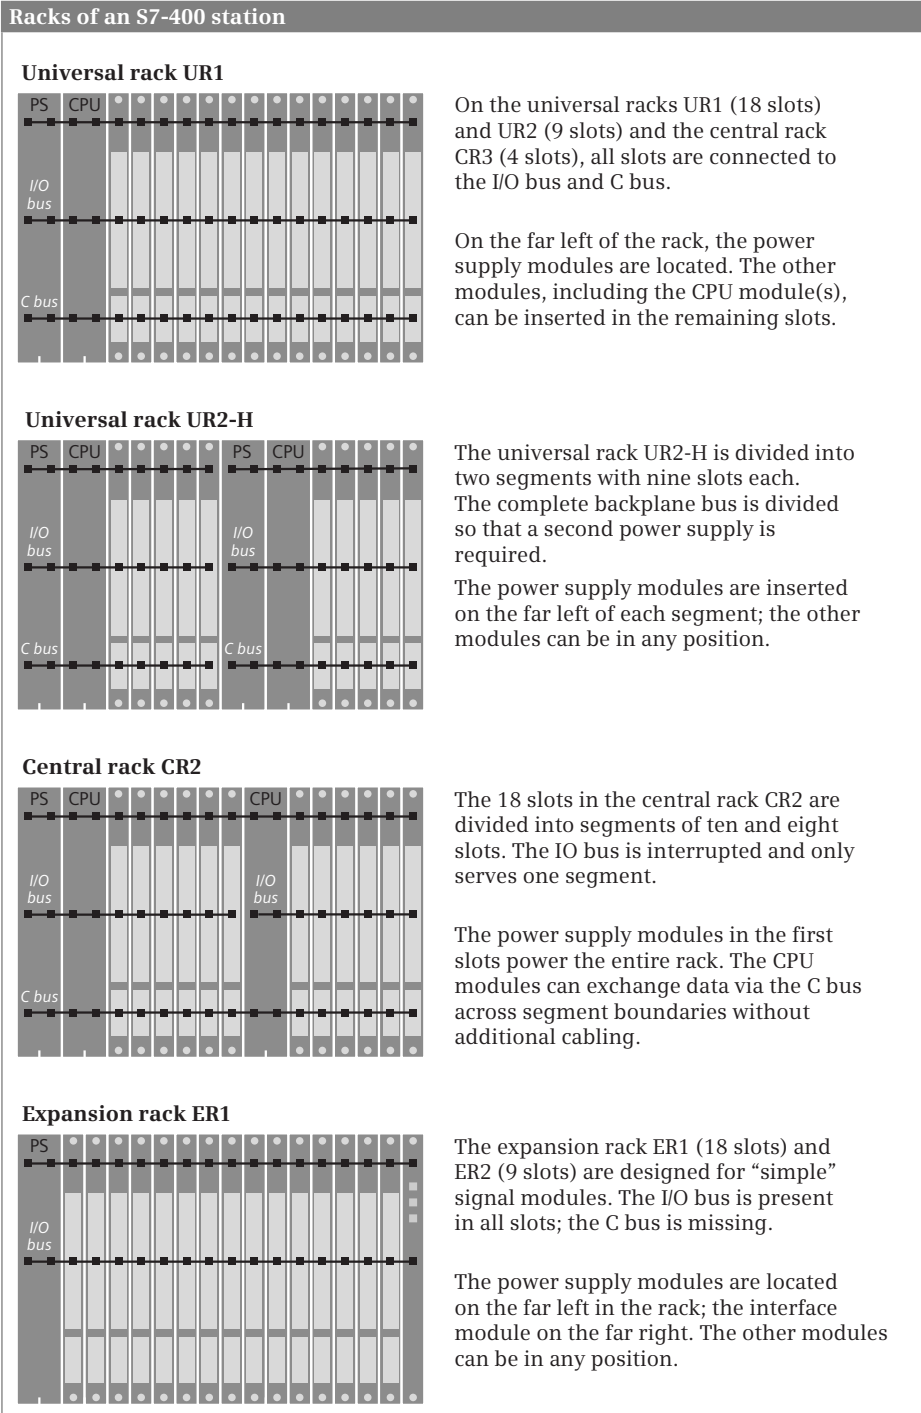 Racks of an S7-400 station
Universal rack UR1
PS CPU
I/O
bus
C bus
On the universal racks UR1 (18 slots)
and UR2 (9 slots) and the central rack
CR3 (4 slots), all slots are connected to
the I/O bus and C bus.
On the far left of the rack, the power
supply modules are located. The other
modules, including the CPU module(s),
can be inserted in the remaining slots.
Universal rack UR2-H
PS CPU PS CPU
I/O I/O
bus bus
C bus C bus
The universal rack UR2-H is divided into
two segments with nine slots each.
The complete backplane bus is divided
so that a second power supply is
required.
The power supply modules are inserted
on the far left of each segment; the other
modules can be in any position.
Central rack CR2
PS CPU CPU
I/O I/O
bus bus
C bus
The 18 slots in the central rack CR2 are
divided into segments of ten and eight
slots. The IO bus is interrupted and only
serves one segment.
The power supply modules in the first
slots power the entire rack. The CPU
modules can exchange data via the C bus
across segment boundaries without
additional cabling.
Expansion rack ER1
PS
I/O
bus
The expansion rack ER1 (18 slots) and
ER2 (9 slots) are designed for “simple”
signal modules. The I/O bus is present
in all slots; the C bus is missing.
The power supply modules are located
on the far left in the rack; the interface
module on the far right. The other modules
can be in any position.